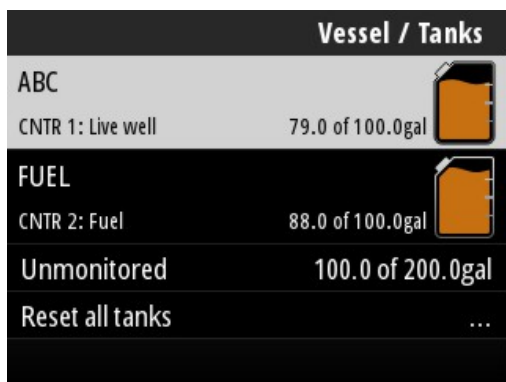 Vessel / Tanks
ABC
CNTR 1: Live well 79.0 of 100.0gal
FUEL
CNTR 2: Fuel 88.0 of 100.0gal
Unmonitored 100.0 of 200.0gal
Reset all tanks ...